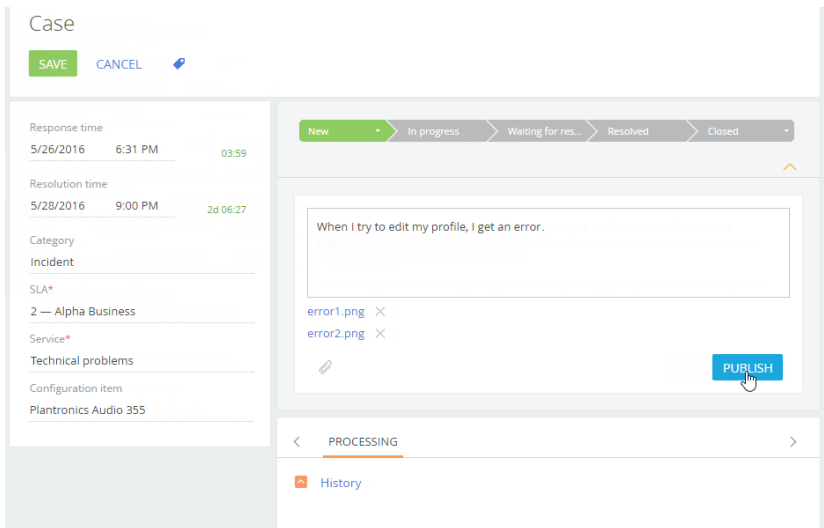 Case
SAVE CANCEL
Response time
5/26/2016 6:31 PM 03:59
Resolution time
5/28/2016 9:00 PM 2d 06:27
Category
Incident
SLA*
2 — Alpha Business
Service*
Technical problems
Configuration item
Plantronics Audio 355
New In progress Waiting for res... Resolved Closed
When I try to edit my profile, I get an error.
error1.png
error2.png
PUBLISH
PROCESSING
History